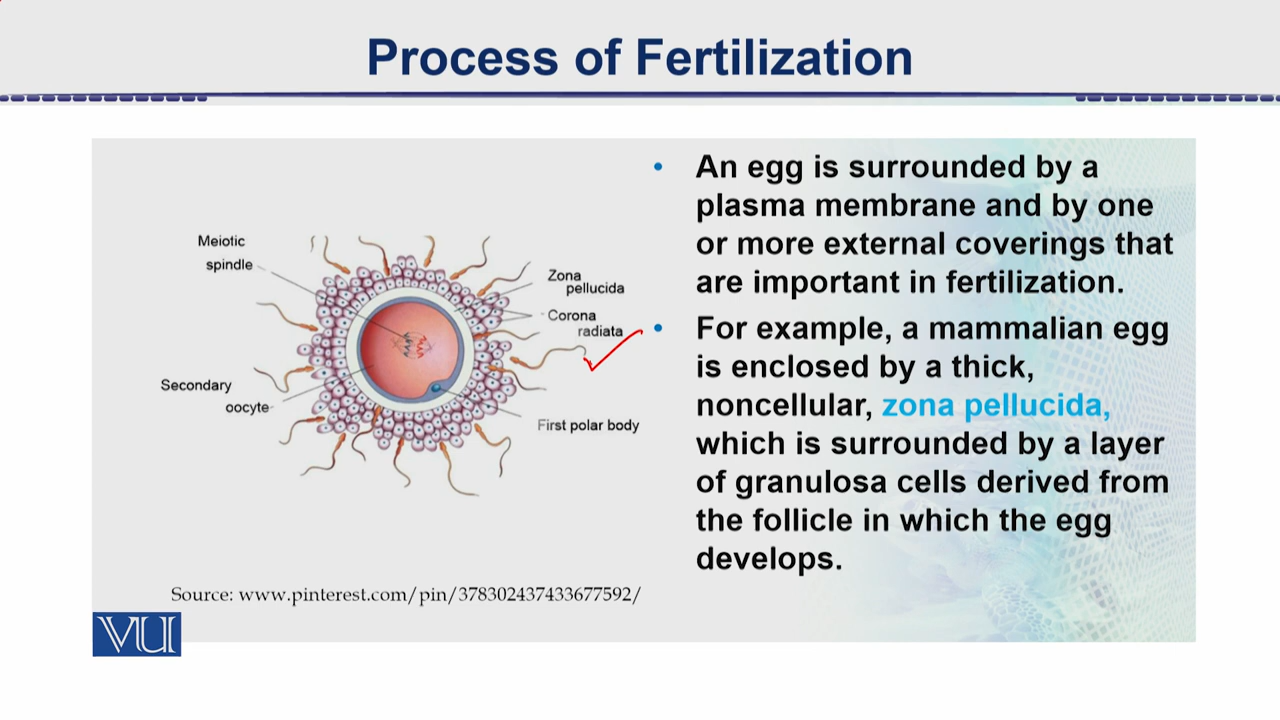 Process of Fertilization
Meiotic
spindle
Zona
pellucida
Corona
radiata
Secondary
oocyte
First polar body
Source: www.pinterest.com/pin/378302437433677592/
• An egg is surrounded by a
plasma membrane and by one
or more external coverings that
are important in fertilization.
• For example, a mammalian egg
is enclosed by a thick,
noncellular, zona pellucida,
which is surrounded by a layer
of granulosa cells derived from
the follicle in which the egg
develops.
VU